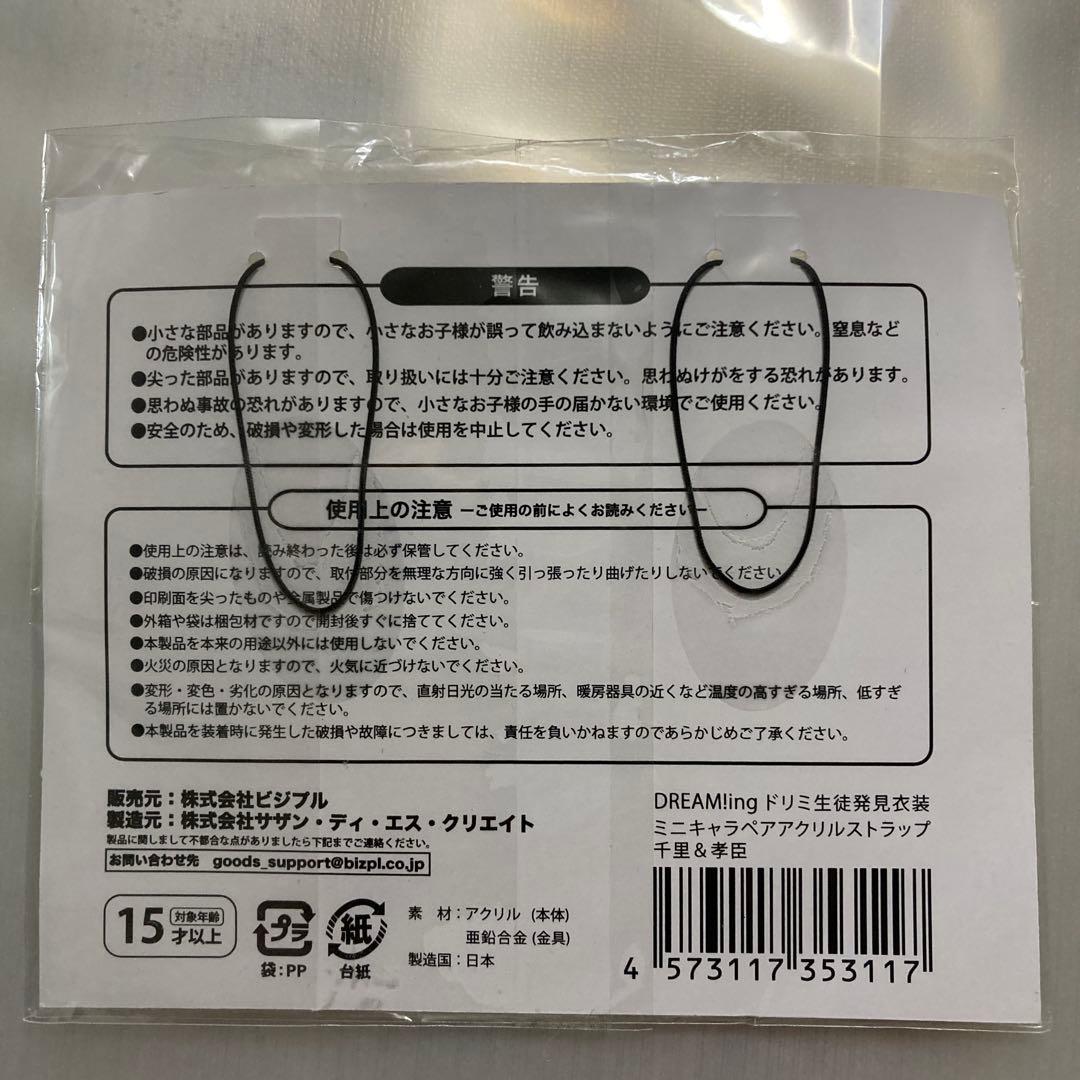 警告
●小さな部品がありますので、小さなお子様が誤って飲み込まないようにご注意ください。窒息など
の危険性があります。
●尖った部品がありますので、取り扱いには十分ご注意ください。思わぬけがをする恐れがあります。
●思わぬ事故の恐れがありますので、小さなお子様の手の届かない環境でご使用ください。
●安全のため、破損や変形した場合は使用を中止してください。
使用上の注意 ーご使用の前によくお読みくださいー
●使用上の注意は、読み終わった後は必ず保管してください。
●破損の原因になりますので、取付部分を無理な方向に強く引っ張ったり曲げたりしないでください。
●印刷面を尖ったものや金属製品で傷つけないでください。
●外箱や袋は梱包材ですので開封後すぐに捨ててください。
●本製品を本来の用途以外には使用しないでください。
●火災の原因となりますので、火気に近づけないでください。
●変形・変色・劣化の原因となりますので、直射日光の当たる場所、暖房器具の近くなど温度の高すぎる場所、低すぎ
る場所には置かないでください。
●本製品を装着時に発生した破損や故障につきましては、責任を負いかねますのであらかじめご了承ください。
販売元：株式会社ビジプル
製造元：株式会社サザン・ディ・エス・クリエイト
製品に関しまして不都合な点がありましたら下記までご連絡ください。
お問い合わせ先 goods_support@bizpl.co.jp
DREAM!ing ドリミ生徒発見衣装
ミニキャラペアアクリルストラップ
千里＆孝臣
15 対象年齢 才以上
プラ
袋：PP
紙
台紙
素 材：アクリル (本体)
亜鉛合金 (金具)
製造国：日本
4 573117 353117